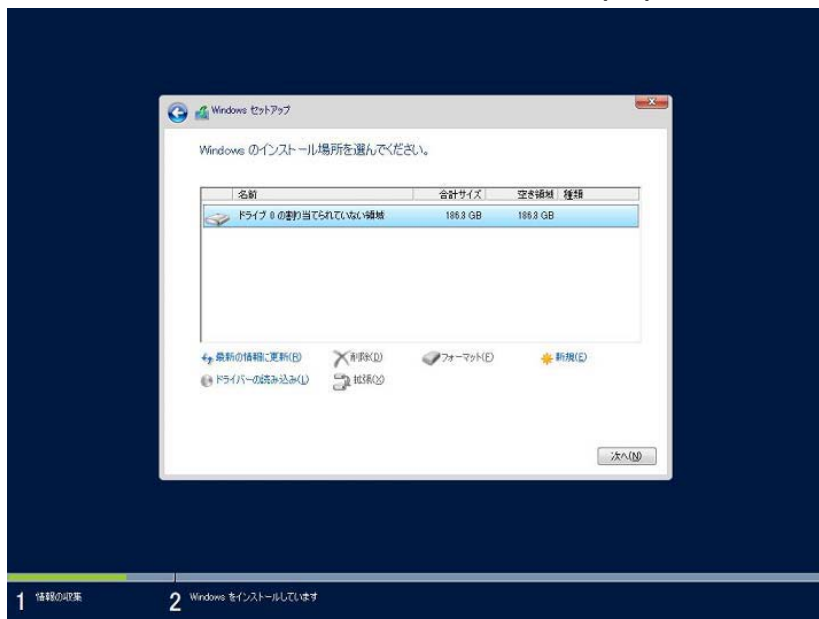 Windows セットアップ
Windows のインストール場所を選んでください。
名前 合計サイズ 空き領域 種類
ドライブ 0 の割り当てられていない領域 186.3 GB 186.3 GB
最新の情報に更新(R) 削除(D) フォーマット(F) 新規(E)
ドライバーの読み込み(L) 拡張(X)
次へ(N)
1 情報の収集 2 Windows をインストールしています